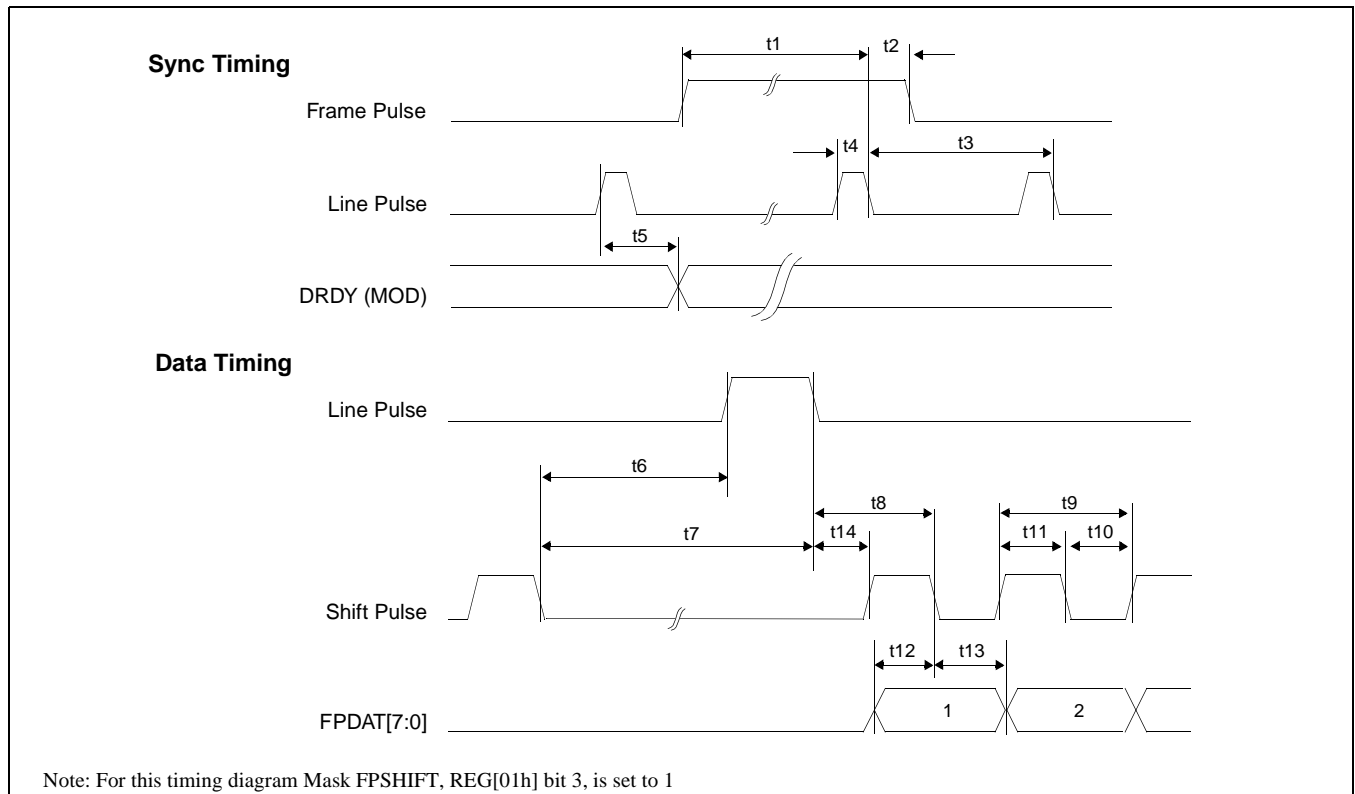 Sync Timing
t1
t2
Frame Pulse
t4
t3
Line Pulse
t5
DRDY (MOD)
Data Timing
Line Pulse
t6
t8
t9
t7
t14
t11
t10
Shift Pulse
t12
t13
FPDAT[7:0]
1
2
Note: For this timing diagram Mask FPSHIFT, REG[01h] bit 3, is set to 1